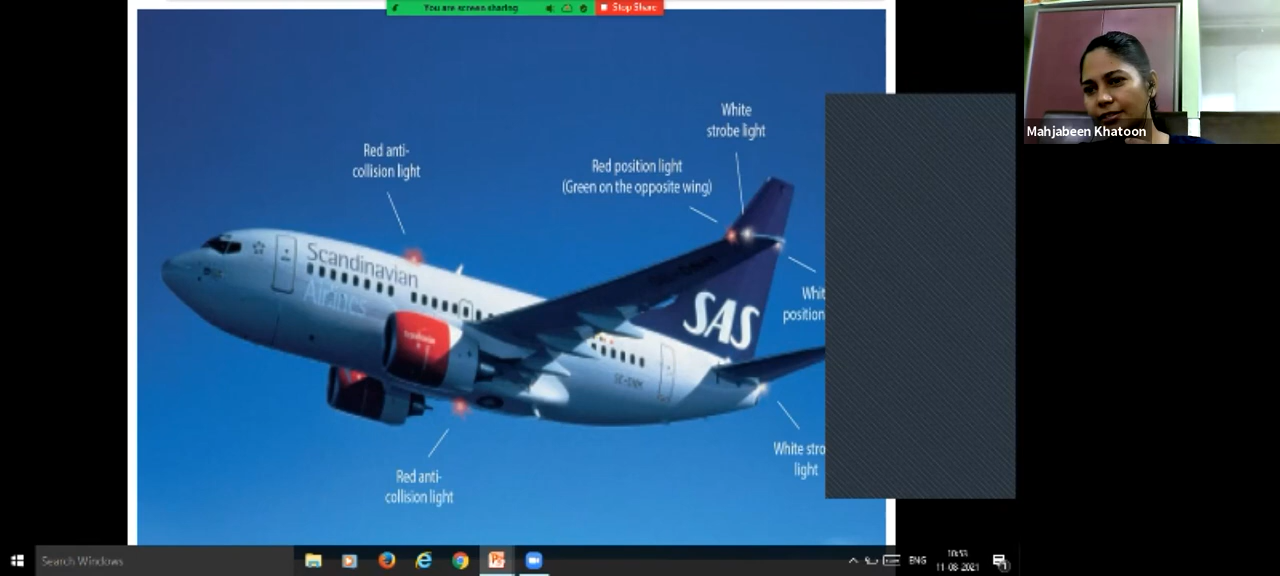 You are screen sharing
Stop Share
Mahjabeen Khatoon
White
strobe light
Red anti-
collision light
Red position light
(Green on the opposite wing)
Scandinavian
Airlines
SAS
Whit
position
White stro
light
Red anti-
collision light
Search Windows
ENG
10:53
11-08-2021